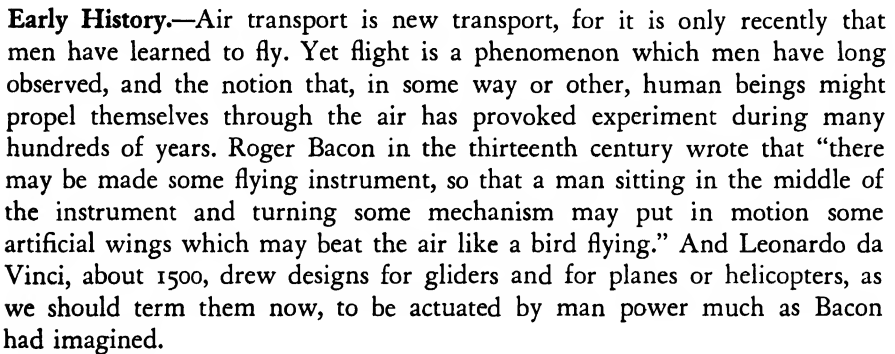 Early History.—Air transport is new transport, for it is only recently that
men have learned to fly. Yet flight is a phenomenon which men have long
observed, and the notion that, in some way or other, human beings might
propel themselves through the air has provoked experiment during many
hundreds of years. Roger Bacon in the thirteenth century wrote that “there
may be made some flying instrument, so that a man sitting in the middle of
the instrument and turning some mechanism may put in motion some
artificial wings which may beat the air like a bird flying.” And Leonardo da
Vinci, about 1500, drew designs for gliders and for planes or helicopters, as
we should term them now, to be actuated by man power much as Bacon
had imagined.